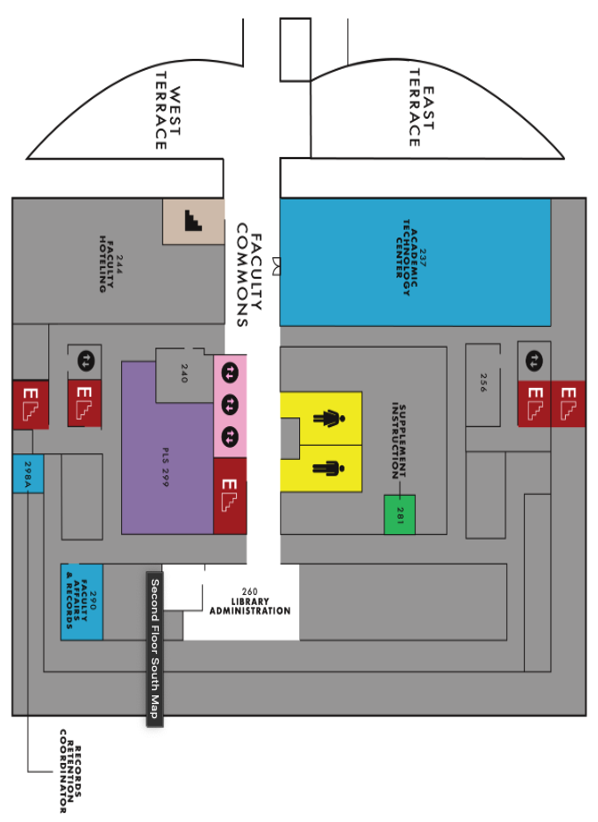 WEST
TERRACE
EAST
TERRACE
FACULTY
COMMONS
237
ACADEMIC
TECHNOLOGY
CENTER
244
FACULTY
HOTELING
240
256
E
E
E
E
E
SUPPLEMENT
INSTRUCTION
281
PLS 299
298A
290
FACULTY
AFFAIRS
& RECORDS
260
LIBRARY
ADMINISTRATION
Second Floor South Map
RECORDS
RETENTION
COORDINATOR